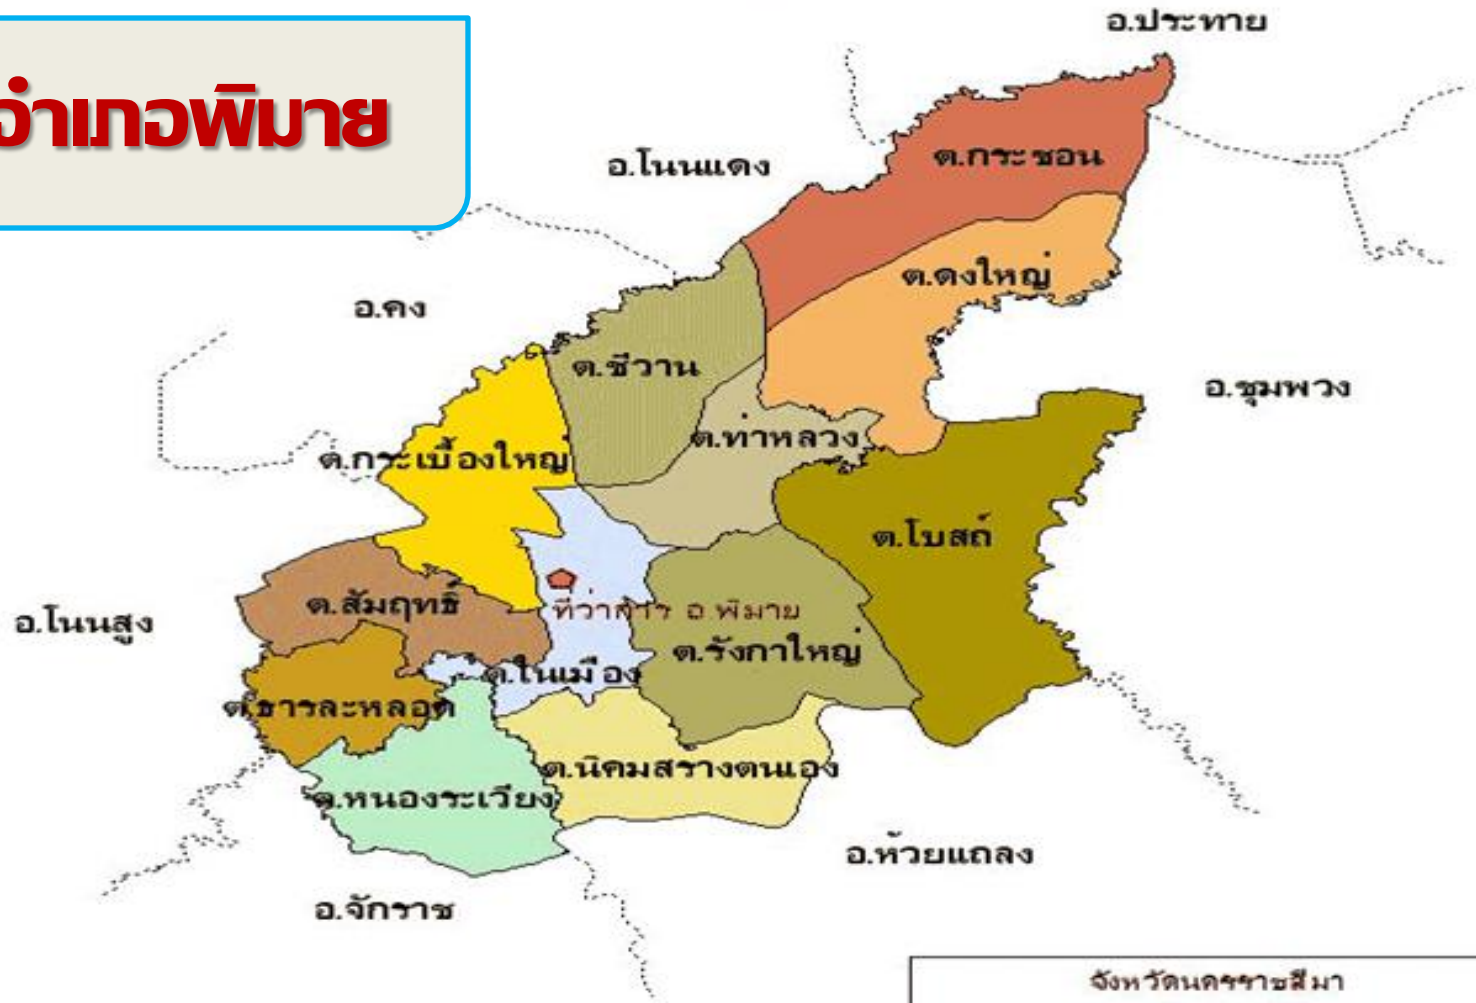 อ.ประทาย
อำเภอพิมาย
ต.กระชอน
อ.โนนแดง
ต.ดงใหญ่
อ.คง
ต.ชีวาน
อ.ชุมพวง
ต.ท่าหลวง
ต.กระเบื้องใหญ่
ต.โบสถ์
ต.สัมฤทธิ์
ที่ว่าการ อ พิมาย
อ.โนนสูง
ต.รังกาใหญ่
ต.ในเมือง
ต.ธารละหลอด
ต.นิคมสร้างตนเอง
ต.หนองระเวียง
อ.ห้วยแถลง
อ.จักราช
จังหวัดนครราชสีมา